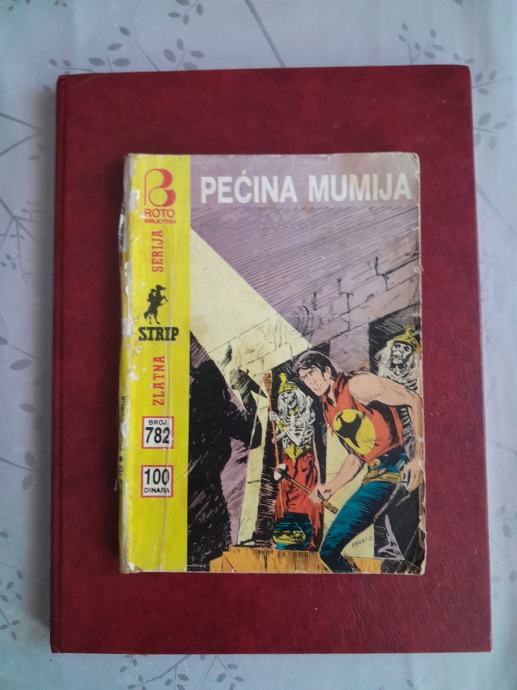 PEĆINA MUMIJA
ROTO
BIBLIOTEKA
ZLATNA SERIJA
STRIP
BROJ
782
100
DINARA